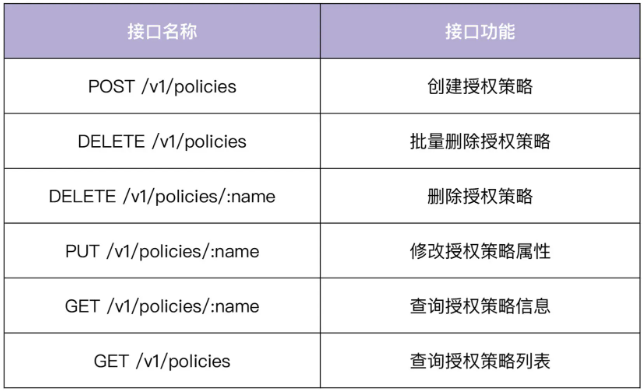 接口名称 接口功能
POST /v1/policies 创建授权策略
DELETE /v1/policies 批量删除授权策略
DELETE /v1/policies/:name 删除授权策略
PUT /v1/policies/:name 修改授权策略属性
GET /v1/policies/:name 查询授权策略信息
GET /v1/policies 查询授权策略列表